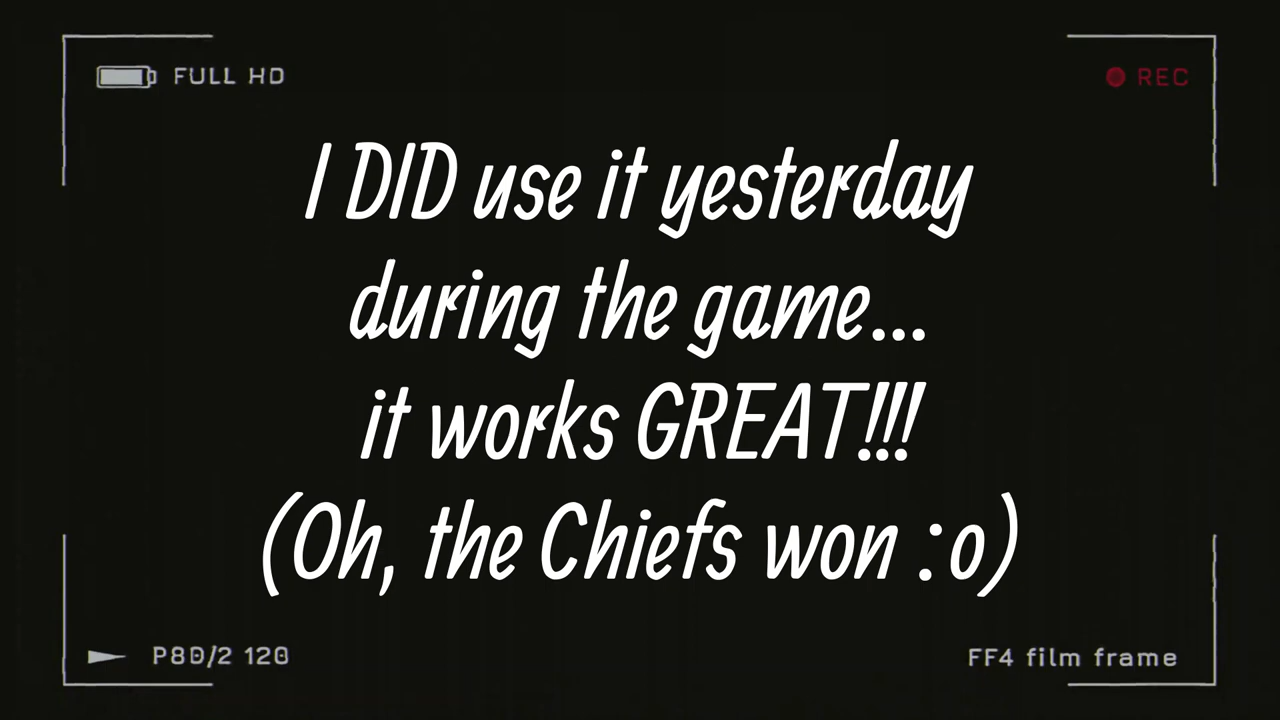 FULL HD
REC
I DID use it yesterday
during the game...
it works GREAT!!!
(Oh, the Chiefs won :o)
P80/2 120
FF4 film frame